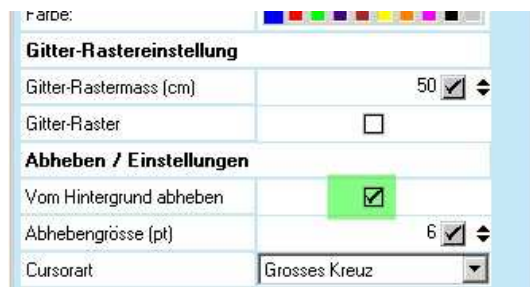 Farbe:
Gitter-Rastereinstellung
Gitter-Rastermass (cm) 50
Gitter-Raster
Abheben / Einstellungen
Vom Hintergrund abheben
Abhebengrösse (pt) 6
Cursorart Grosses Kreuz